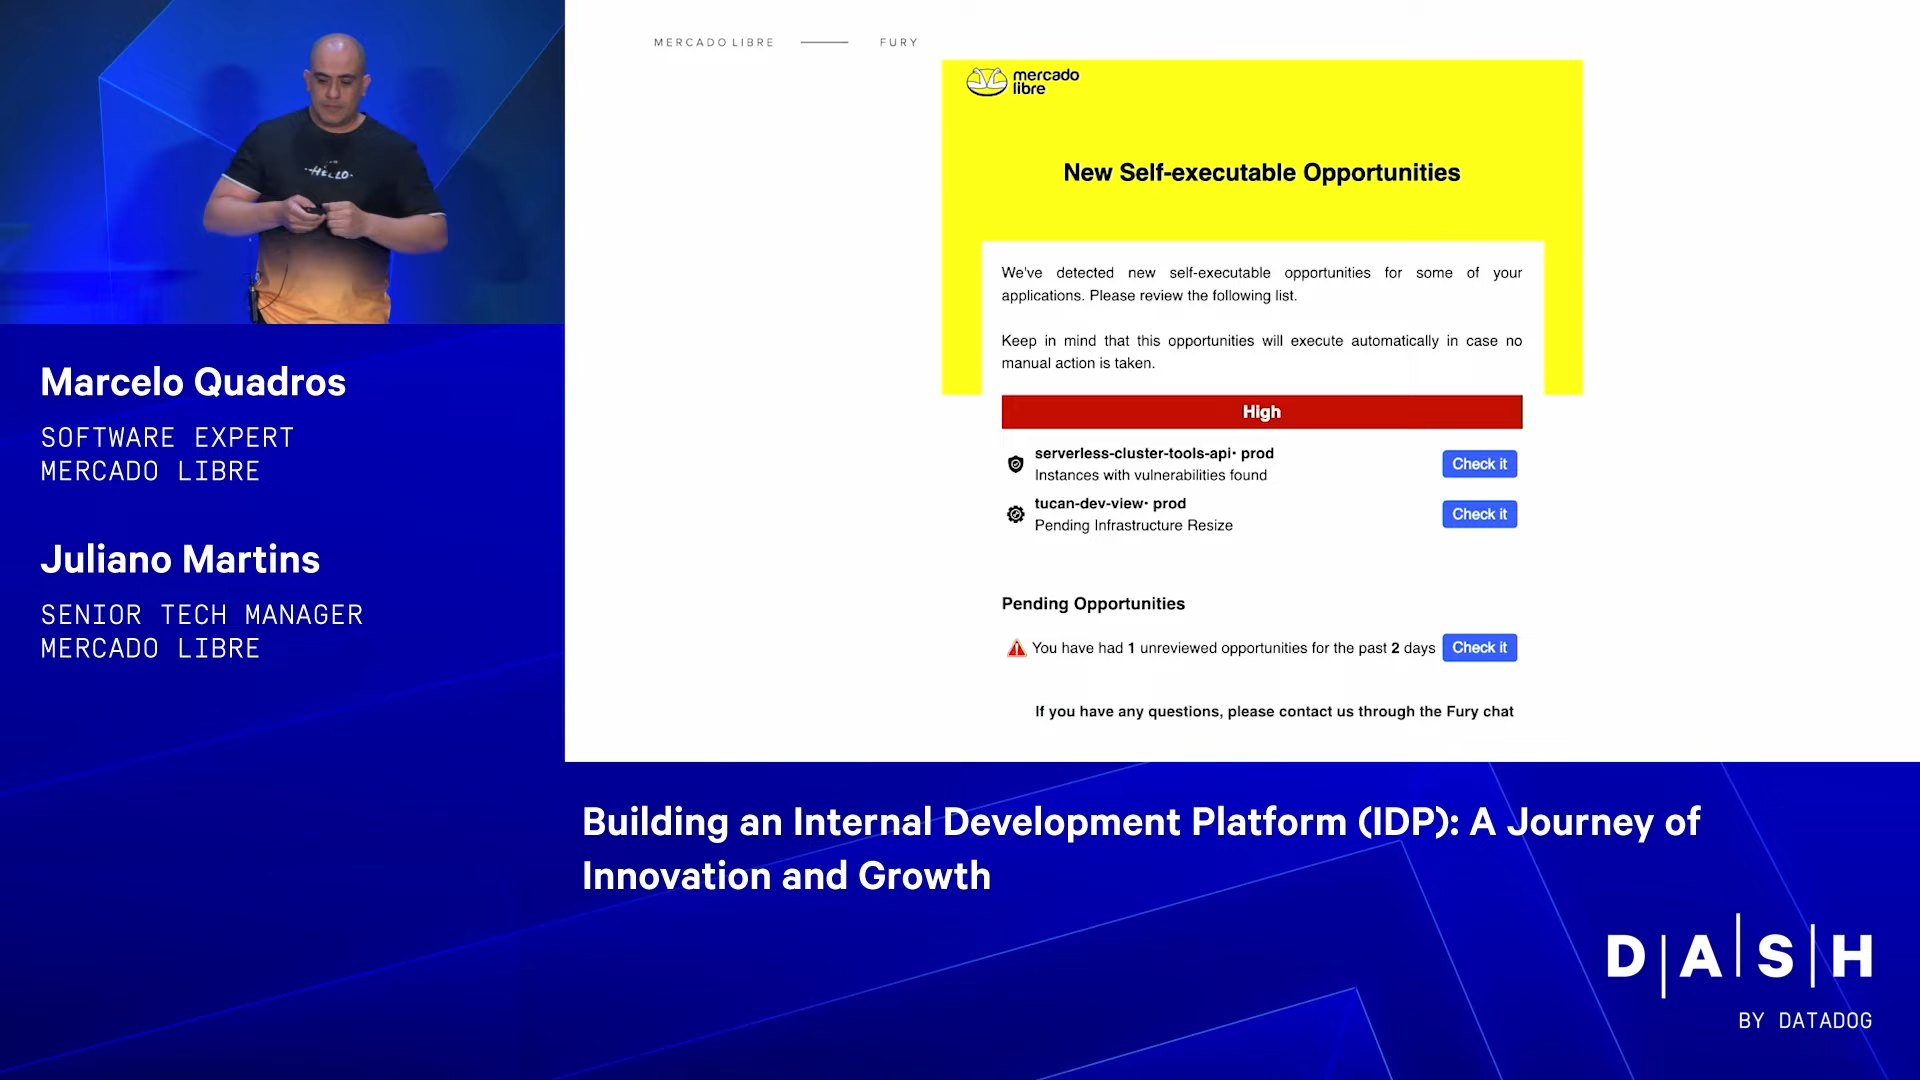 MERCADO LIBRE
FURY
mercado
libre
New Self-executable Opportunities
We've detected new self-executable opportunities for some of your
applications. Please review the following list.
Keep in mind that this opportunities will execute automatically in case no
manual action is taken.
High
serverless-cluster-tools-api· prod
Instances with vulnerabilities found
Check it
tucan-dev-view· prod
Pending Infrastructure Resize
Check it
Pending Opportunities
You have had 1 unreviewed opportunities for the past 2 days
Check it
If you have any questions, please contact us through the Fury chat
HELLO
Marcelo Quadros
SOFTWARE EXPERT
MERCADO LIBRE
Juliano Martins
SENIOR TECH MANAGER
MERCADO LIBRE
Building an Internal Development Platform (IDP): A Journey of
Innovation and Growth
D|A|S|H
BY DATADOG